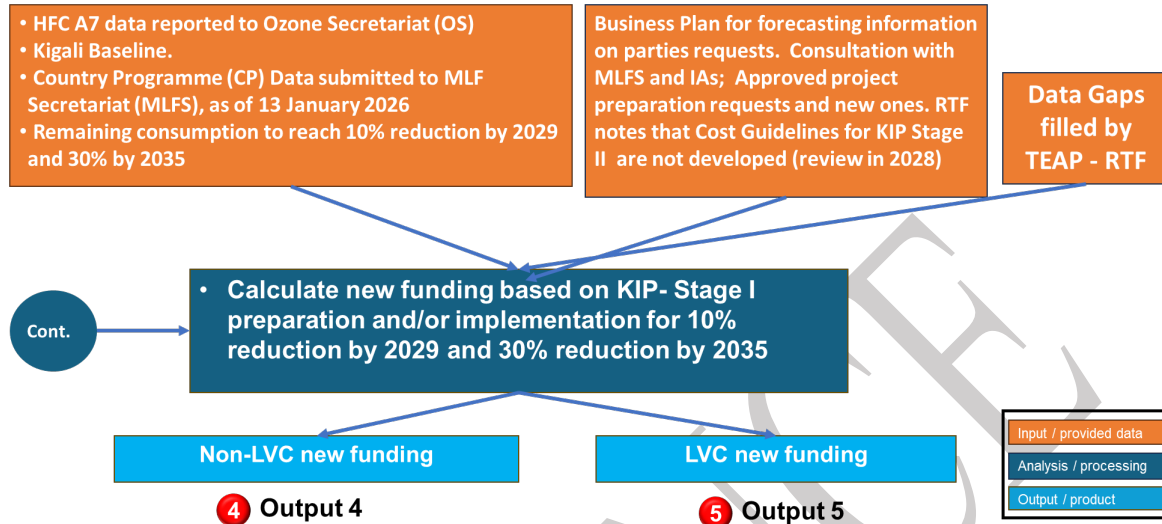 • HFC A7 data reported to Ozone Secretariat (OS)
• Kigali Baseline.
• Country Programme (CP) Data submitted to MLF
Secretariat (MLFS), as of 13 January 2026
• Remaining consumption to reach 10% reduction by 2029
and 30% by 2035
Business Plan for forecasting information
on parties requests. Consultation with
MLFS and IAs; Approved project
preparation requests and new ones. RTF
notes that Cost Guidelines for KIP Stage
II are not developed (review in 2028)
Data Gaps
filled by
TEAP - RTF
Cont.
• Calculate new funding based on KIP- Stage I
preparation and/or implementation for 10%
reduction by 2029 and 30% reduction by 2035
Non-LVC new funding
LVC new funding
4 Output 4
5 Output 5
Input / provided data
Analysis / processing
Output / product